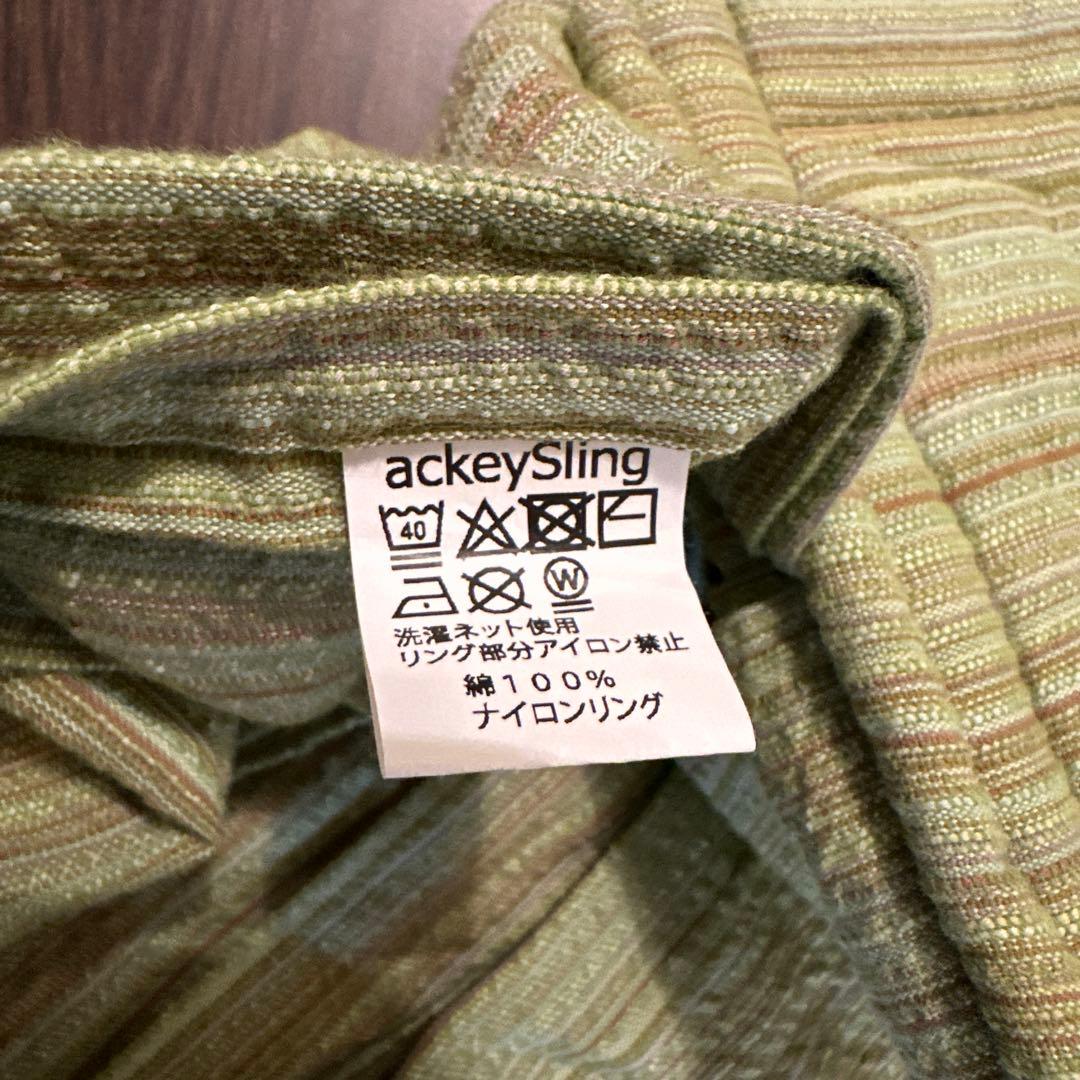 ackeySling
40
W
洗濯ネット使用
リング部分アイロン禁止
綿１００％
ナイロンリング